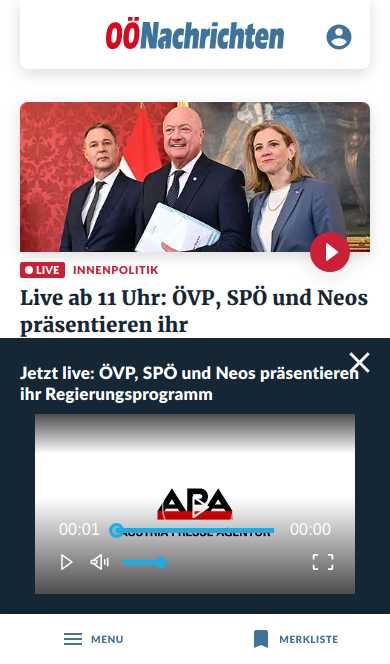 OÖNachrichten
LIVE INNENPOLITIK
Live ab 11 Uhr: ÖVP, SPÖ und Neos
präsentieren ihr
Jetzt live: ÖVP, SPÖ und Neos präsentieren
ihr Regierungsprogramm
APA
AUSTRIA PRESSE AGENTUR
00:01 00:00
MENU MERKLISTE